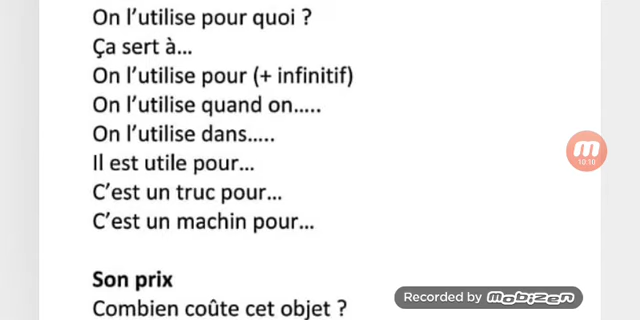 On l’utilise pour quoi ?
Ça sert à...
On l’utilise pour (+ infinitif)
On l’utilise quand on.....
On l’utilise dans.....
Il est utile pour...
C’est un truc pour...
C’est un machin pour...
10:10
Son prix
Recorded by mobizen
Combien coûte cet objet ?